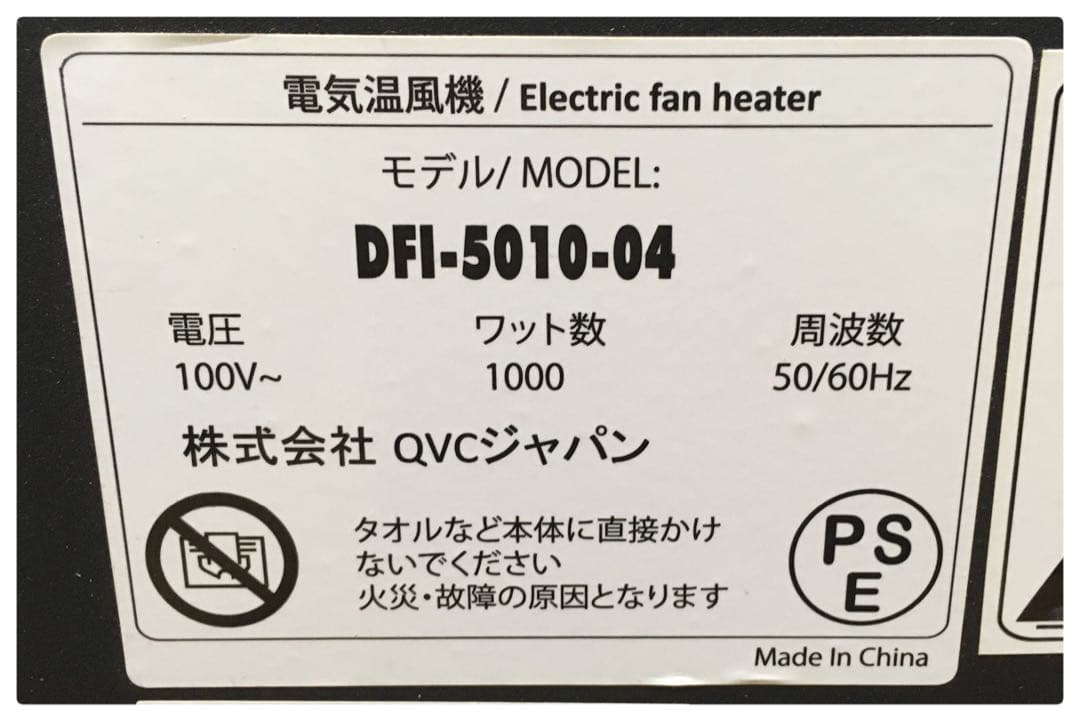 電気温風機 / Electric fan heater
モデル/ MODEL:
DFI-5010-04
電圧 ワット数 周波数
100V~ 1000 50/60Hz
株式会社 QVCジャパン
タオルなど本体に直接かけ
ないでください
火災・故障の原因となります
PS
E
Made In China